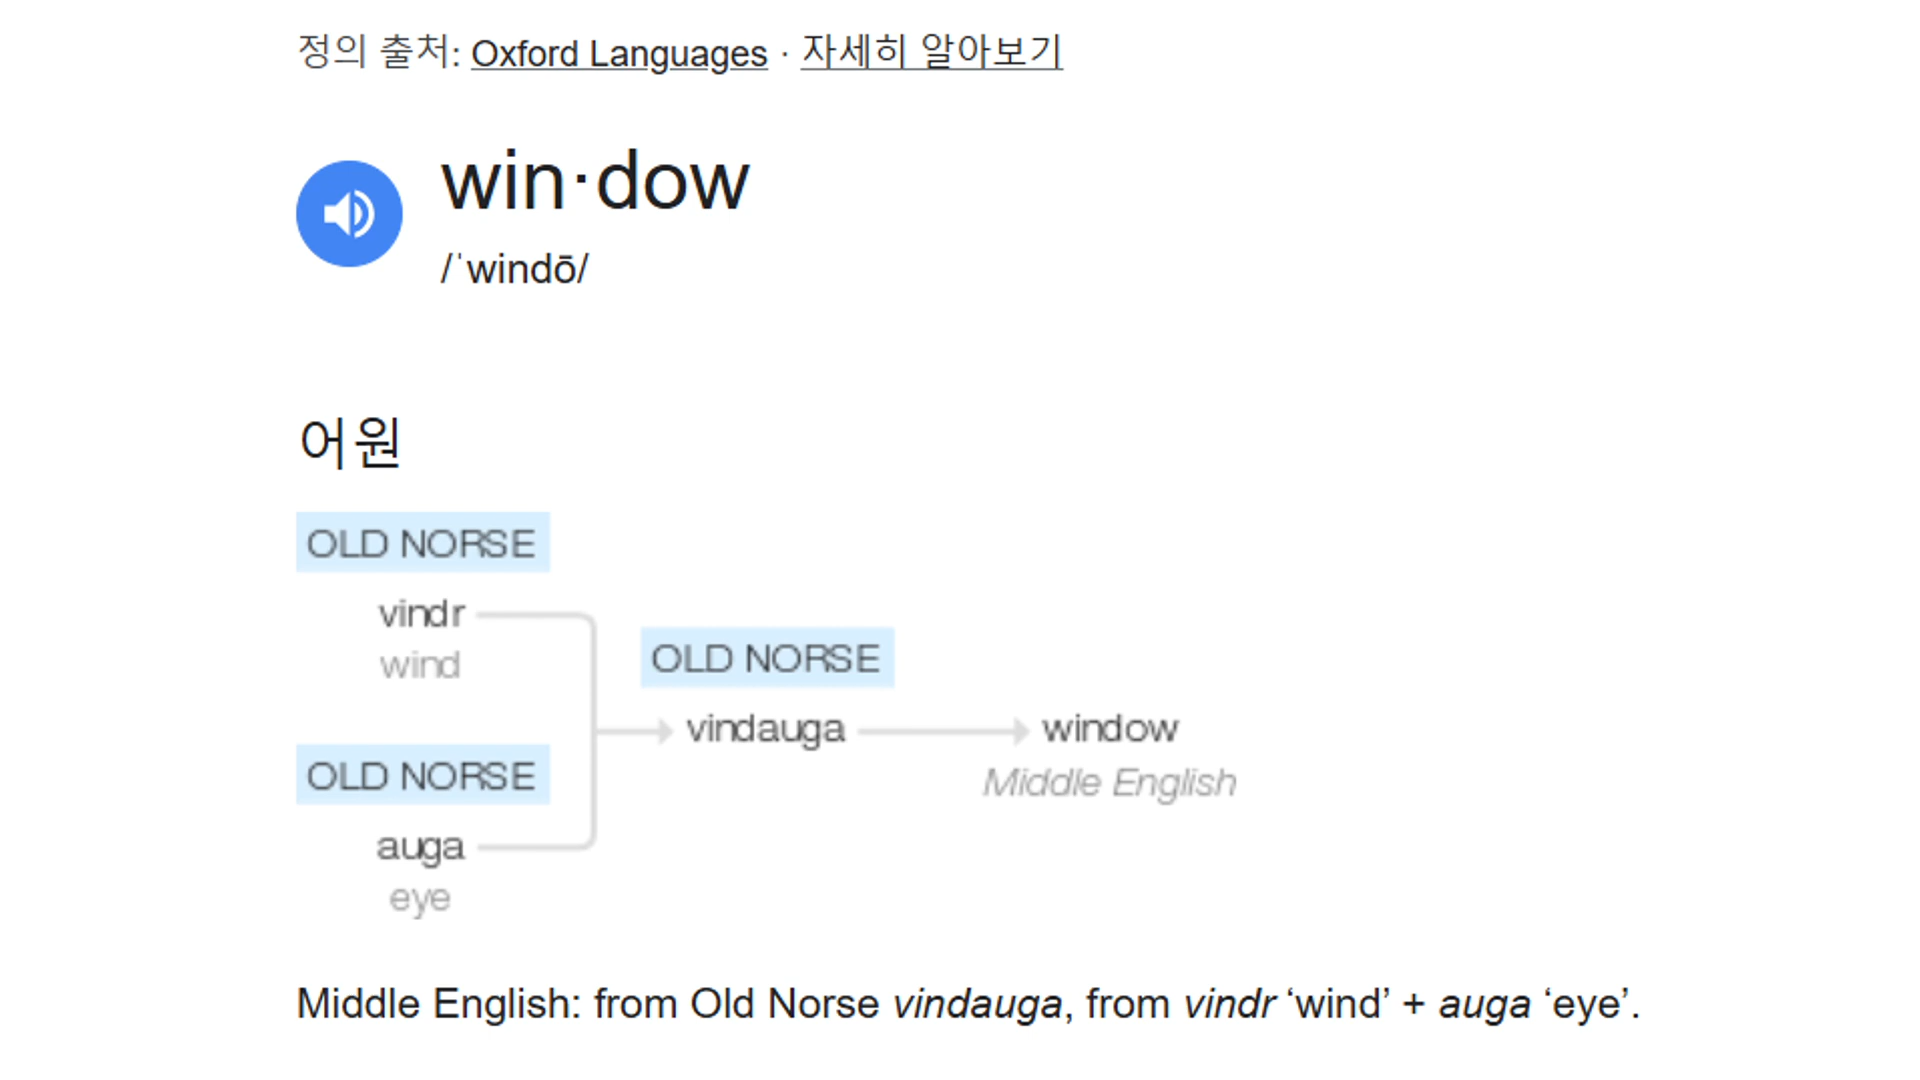 정의 출처: Oxford Languages · 자세히 알아보기
win·dow
/ˈwindō/
어원
OLD NORSE
vindr
wind
OLD NORSE
vindauga
window
Middle English
OLD NORSE
auga
eye
Middle English: from Old Norse vindauga, from vindr ‘wind’ + auga ‘eye’.